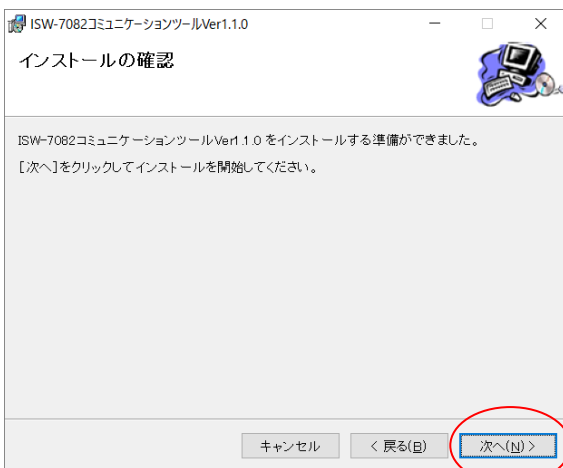 ISW-7082コミュニケーションツールVer1.1.0
インストールの確認
ISW-7082コミュニケーションツールVer1.1.0 をインストールする準備ができました。
[次へ]をクリックしてインストールを開始してください。
キャンセル
< 戻る(B)
次へ(N) >